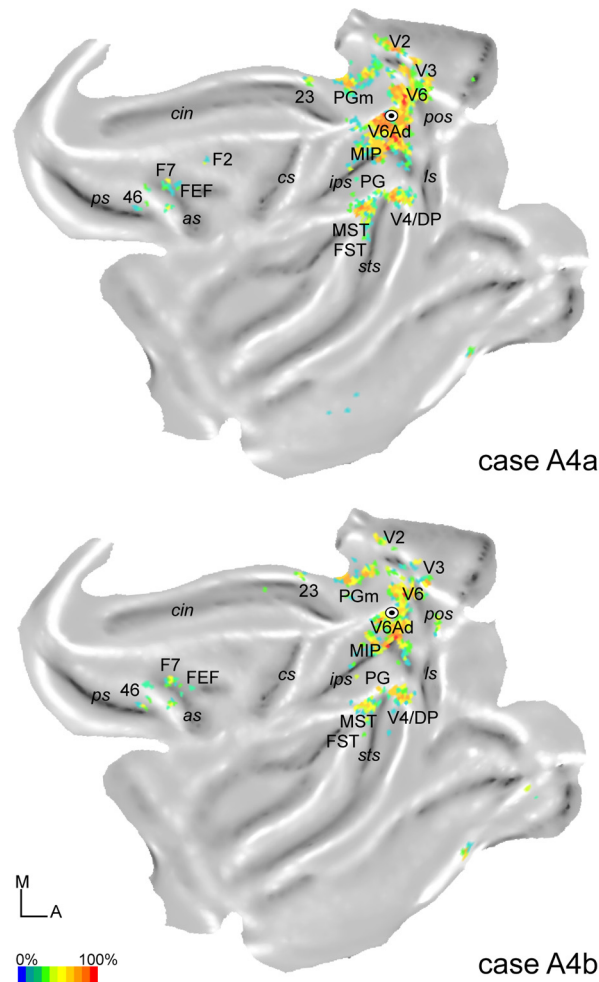 V2
V3
23
PGm
V6
cin
pos
V6Ad
MIP
F2
F7
cs
ips
PG
ls
ps
46
FEF
as
V4/DP
MST
FST
sts
case A4a
V2
V3
23
PGm
V6
cin
pos
V6Ad
MIP
F7
cs
ips
PG
ls
ps
46
FEF
as
MST
V4/DP
FST
sts
M
A
0%
100%
case A4b